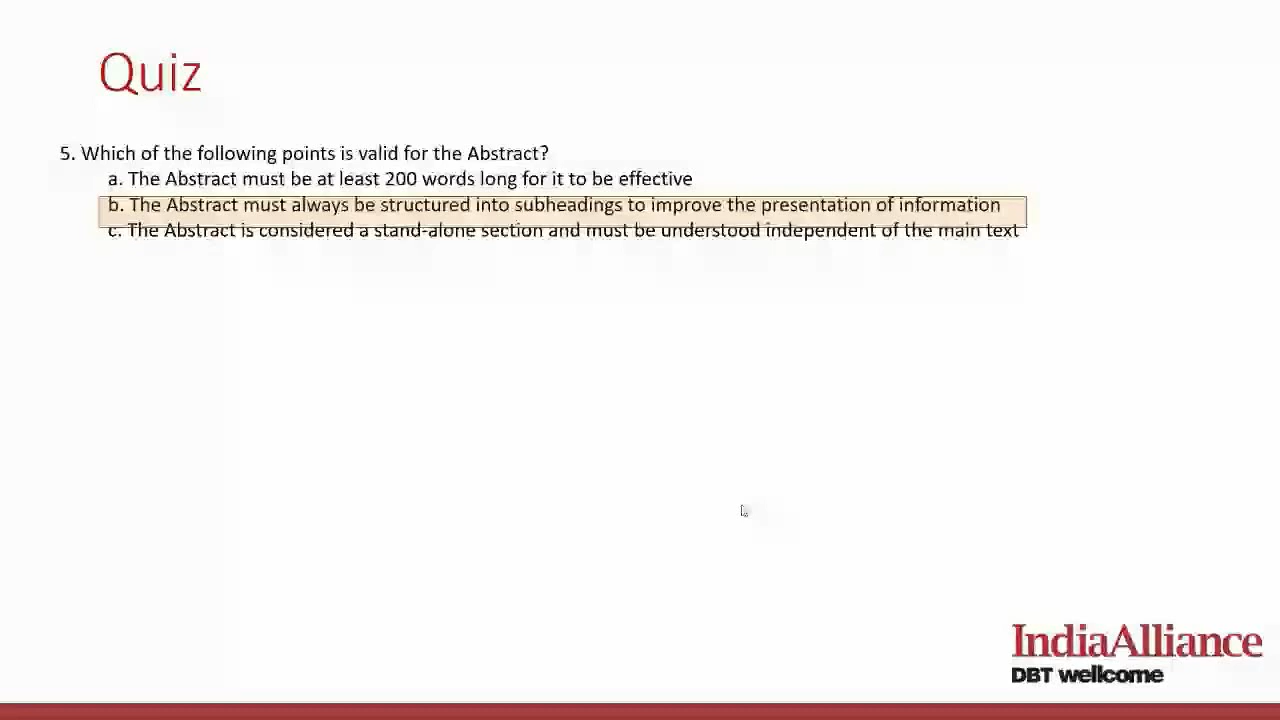 Quiz
5. Which of the following points is valid for the Abstract?
a. The Abstract must be at least 200 words long for it to be effective
b. The Abstract must always be structured into subheadings to improve the presentation of information
c. The Abstract is considered a stand-alone section and must be understood independent of the main text
IndiaAlliance
DBT wellcome